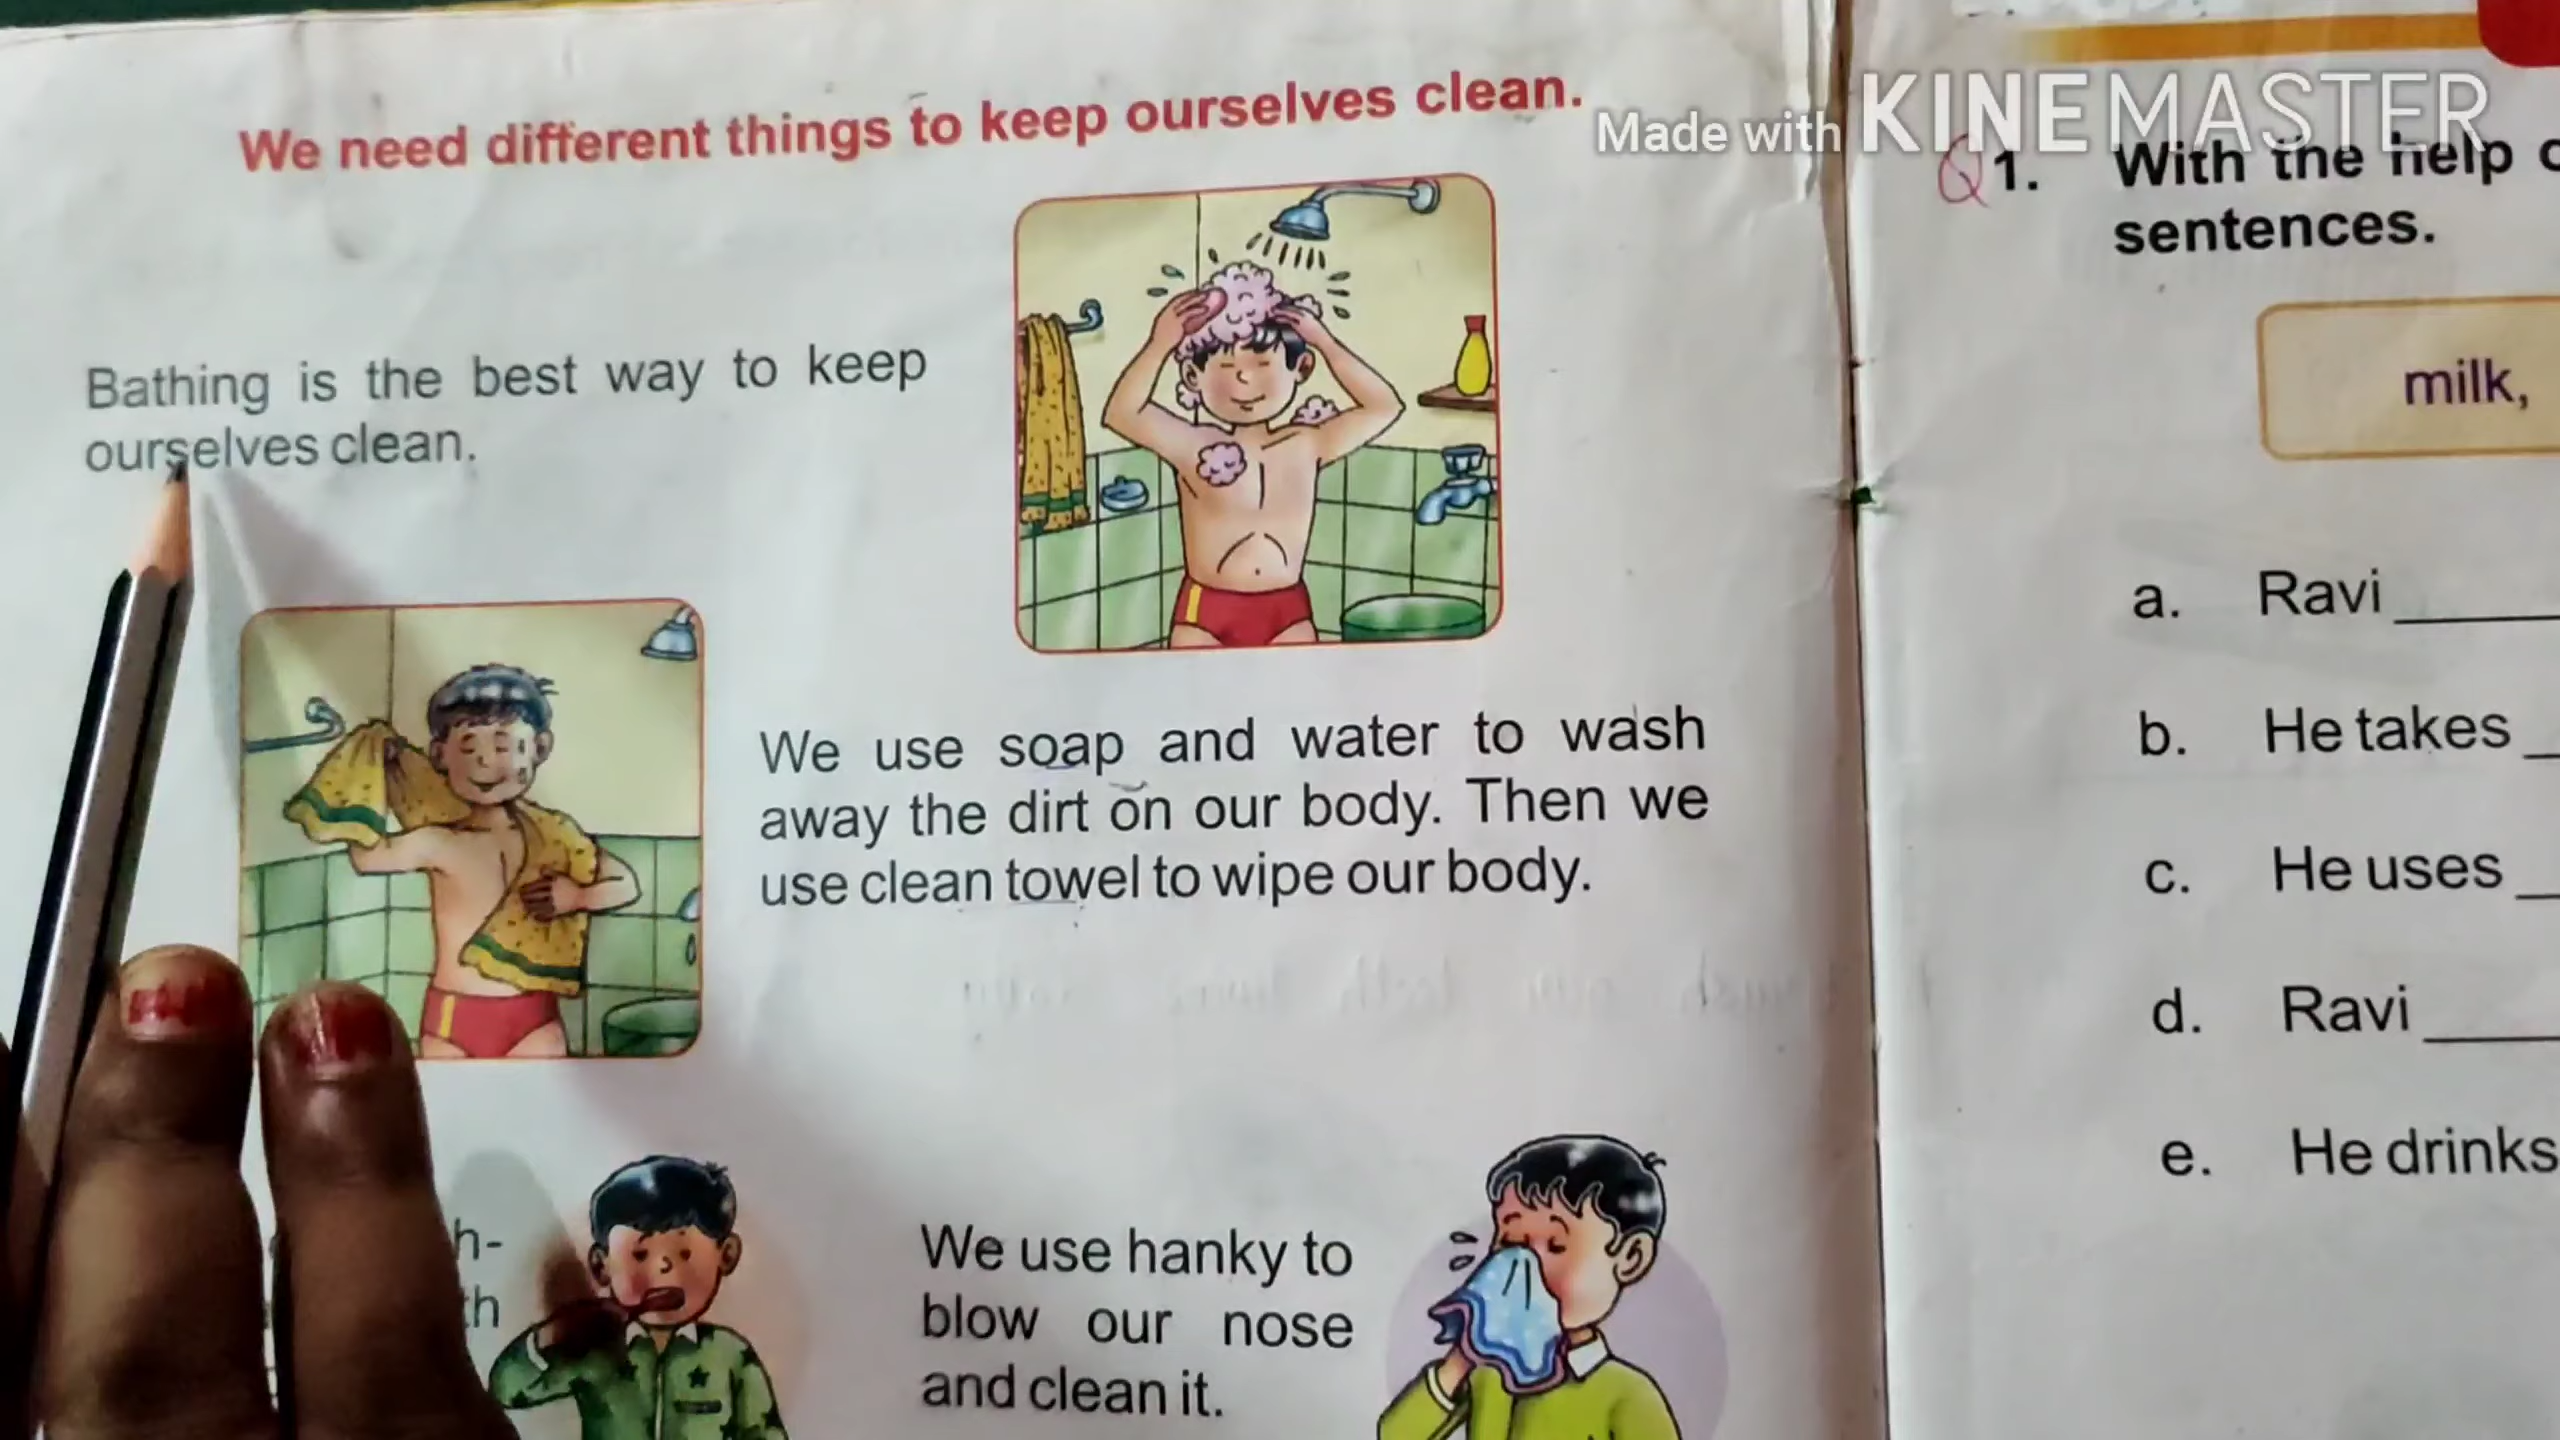 We need different things to keep ourselves clean.
Bathing is the best way to keep
ourselves clean.
We use soap and water to wash
away the dirt on our body. Then we
use clean towel to wipe our body.
h-
th
We use hanky to
blow our nose
and clean it.
Made with KINEMASTER
Q1. With the help
sentences.
milk,
a. Ravi
b. He takes
c. He uses
d. Ravi
e. He drinks